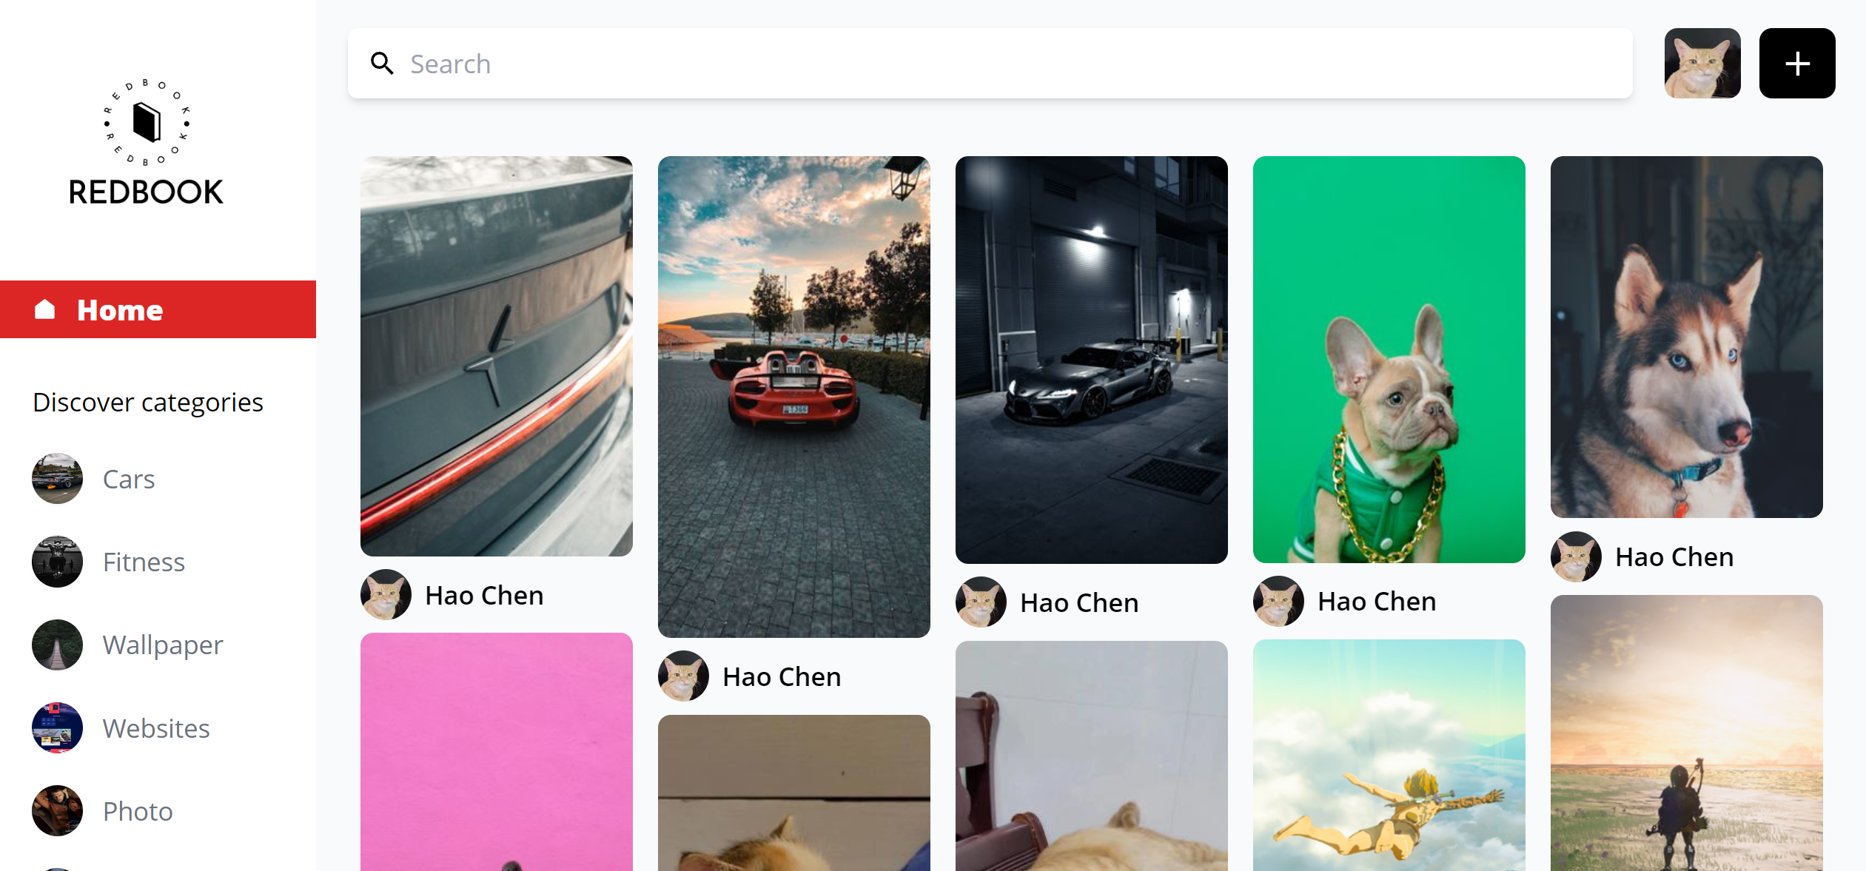 REDBOOK
REDBOOK
REDBOOK
Home
Discover categories
Cars
Fitness
Wallpaper
Websites
Photo
Search
Hao Chen
Hao Chen
Hao Chen
Hao Chen
Hao Chen